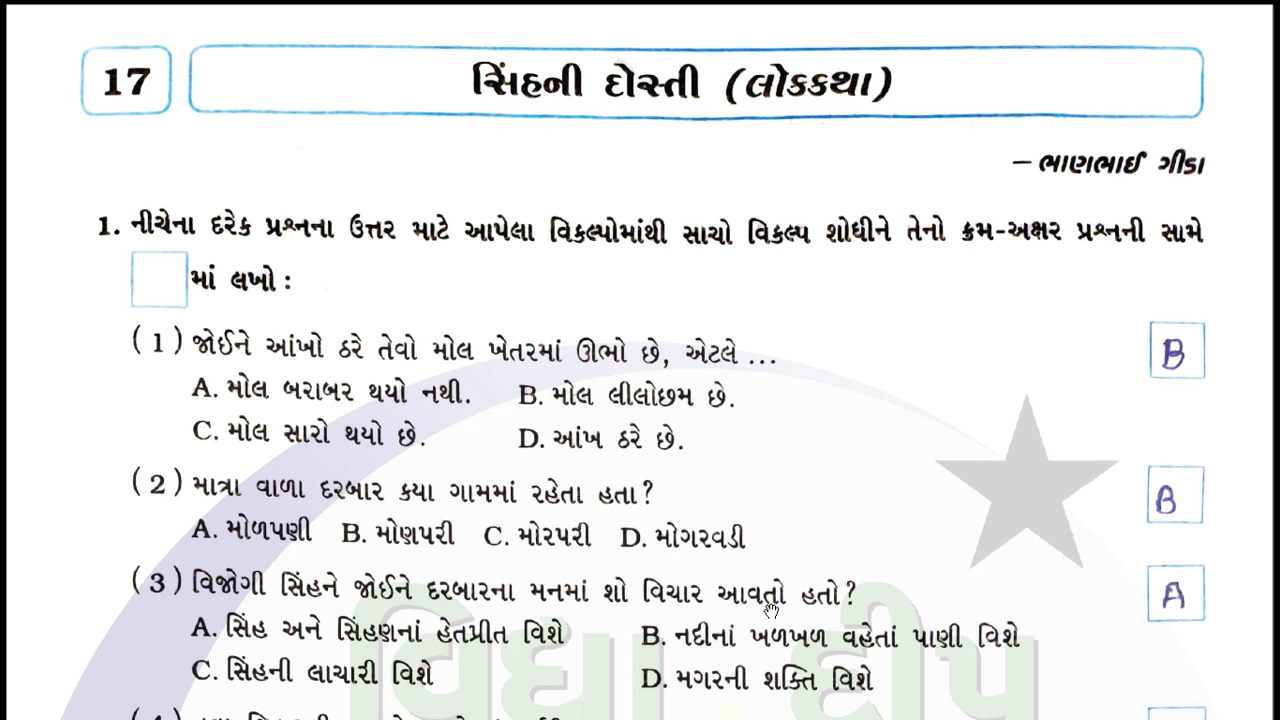 17
સિંહની દોસ્તી (લોકકથા)
– ભાણભાઈ ગીડા
1. નીચેના દરેક પ્રશ્નના ઉત્તર માટે આપેલા વિકલ્પોમાંથી સાચો વિકલ્પ શોધીને તેનો ક્રમ-અક્ષર પ્રશ્નની સામે
માં લખો :
(1) જોઈને આંખો ઠરે તેવો મોલ ખેતરમાં ઊભો છે, એટલે ... B
A. મોલ બરાબર થયો નથી. B. મોલ લીલોછમ છે.
C. મોલ સારો થયો છે. D. આંખ ઠરે છે.
(2) માત્રા વાળા દરબાર કયા ગામમાં રહેતા હતા? B
A. મોળપણી B. મોણપરી C. મોરપરી D. મોગરવડી
(3) વિજોગી સિંહને જોઈને દરબારના મનમાં શો વિચાર આવતો હતો? A
A. સિંહ અને સિંહણનાં હેતપ્રીત વિશે B. નદીનાં ખળખળ વહેતાં પાણી વિશે
C. સિંહની લાચારી વિશે D. મગરની શક્તિ વિશે
વિદ્યા દીપ